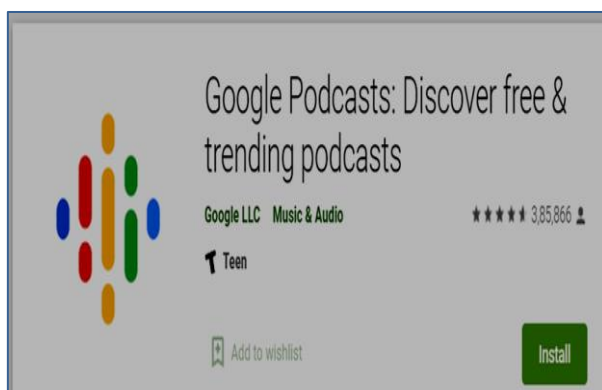 Google Podcasts: Discover free &
trending podcasts
Google LLC Music & Audio 3,85,866
Teen
Add to wishlist
Install